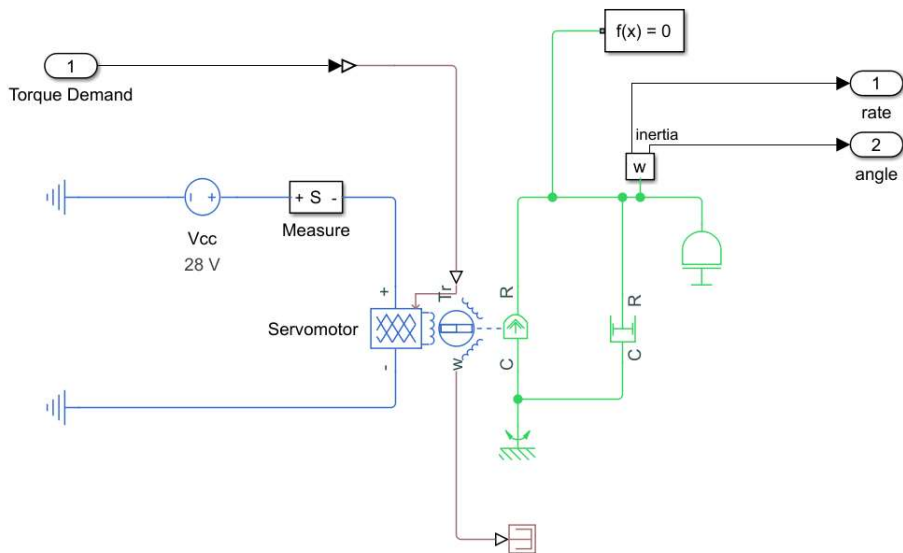 f(x) = 0
1
Torque Demand
1
rate
inertia
w
2
angle
+ S -
Measure
- +
Vcc
28 V
+
Tr
R
R
Servomotor
C
C
-
w